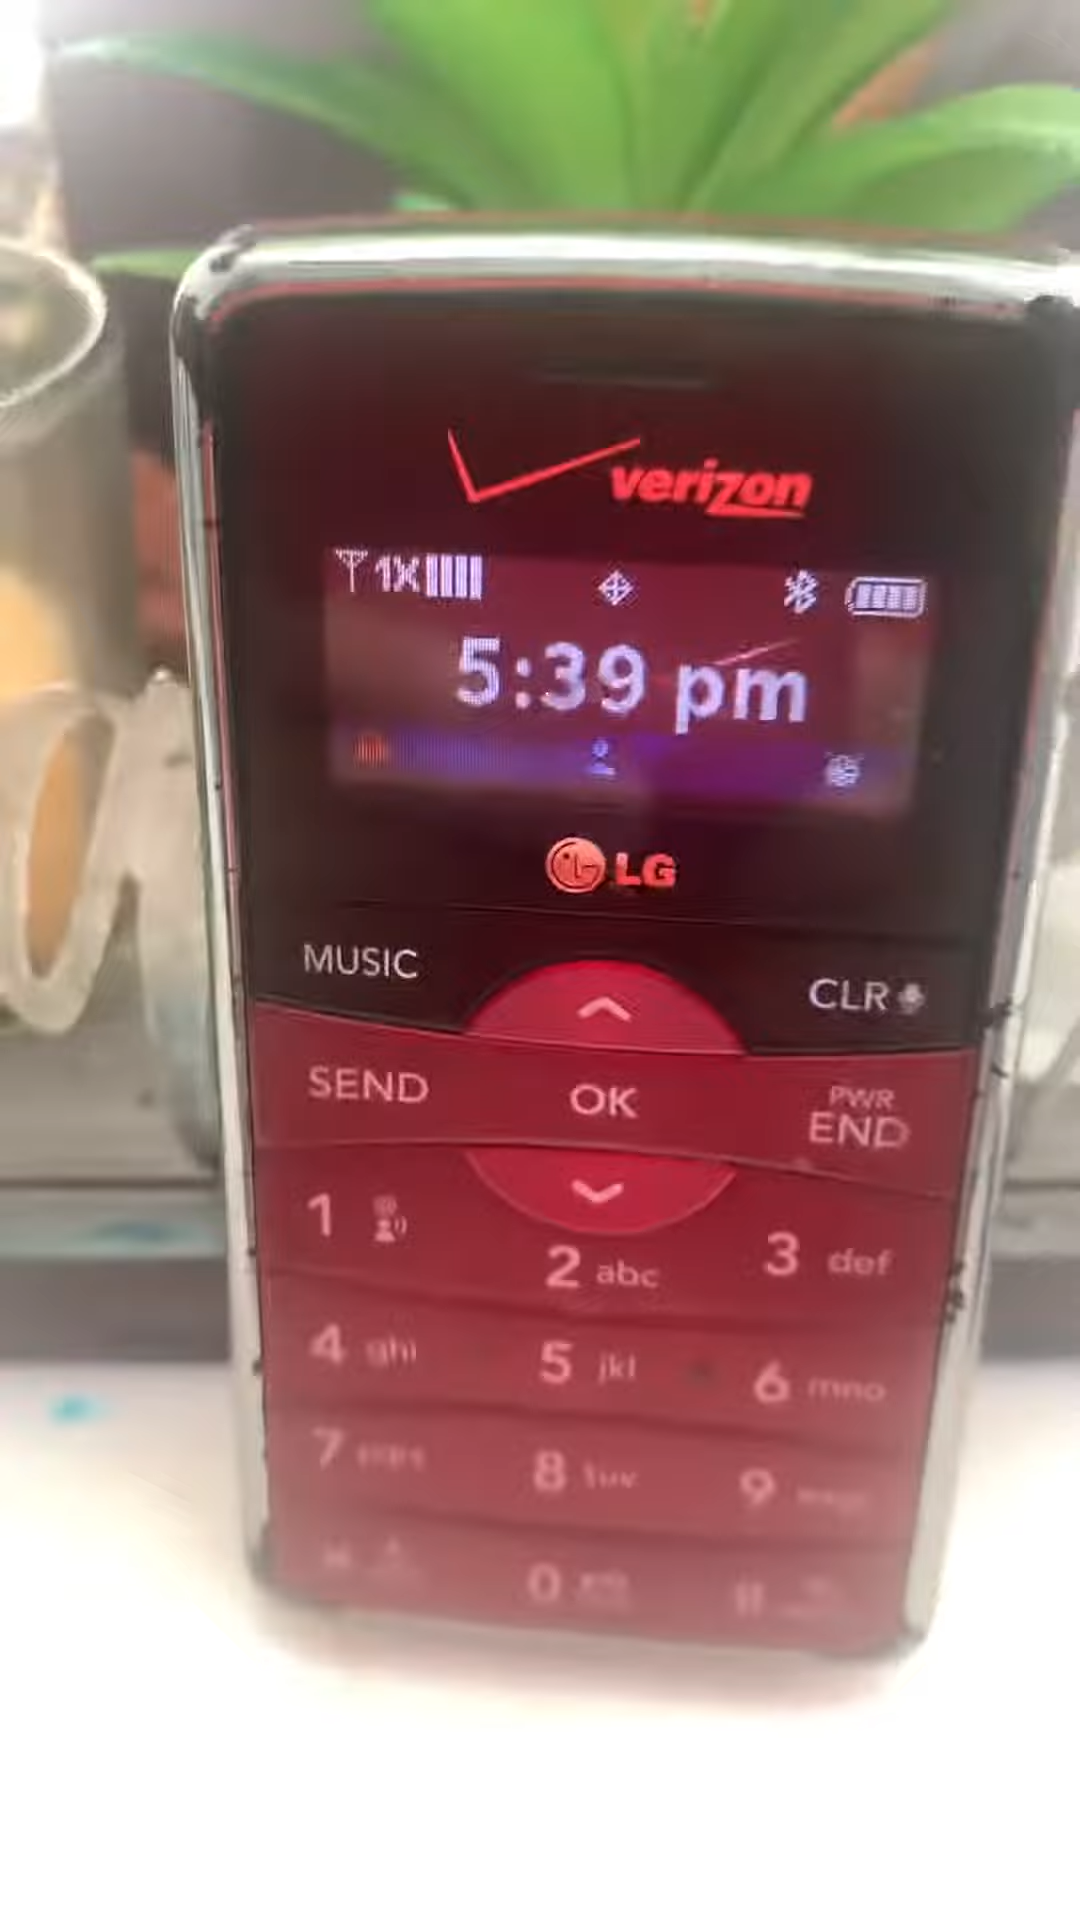 verizon
1X
5:39 pm
LG
MUSIC
CLR
SEND
OK
PWR
END
1
2 abc
3 def
4 ghi
5 jkl
6 mno
7
8 tuv
9
0